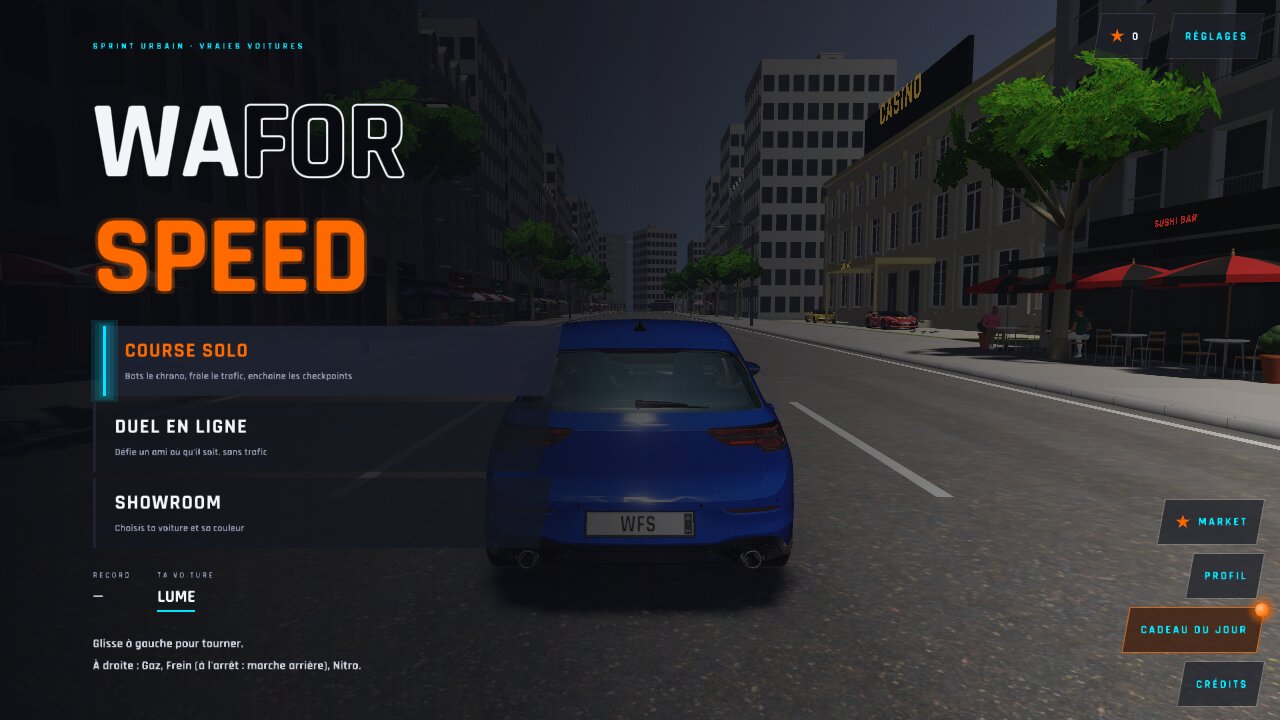 SPRINT URBAIN · VRAIES VOITURES
0
RÉGLAGES
WAFOR
SPEED
CASINO
SUSHI BAR
COURSE SOLO
Bats le chrono, frôle le trafic, enchaîne les checkpoints
DUEL EN LIGNE
Défie un ami où qu'il soit, sans trafic
SHOWROOM
Choisis ta voiture et sa couleur
WFS
MARKET
PROFIL
CADEAU DU JOUR
CRÉDITS
RECORD TA VOITURE
— LUME
Glisse à gauche pour tourner.
À droite : Gaz, Frein (à l'arrêt : marche arrière), Nitro.